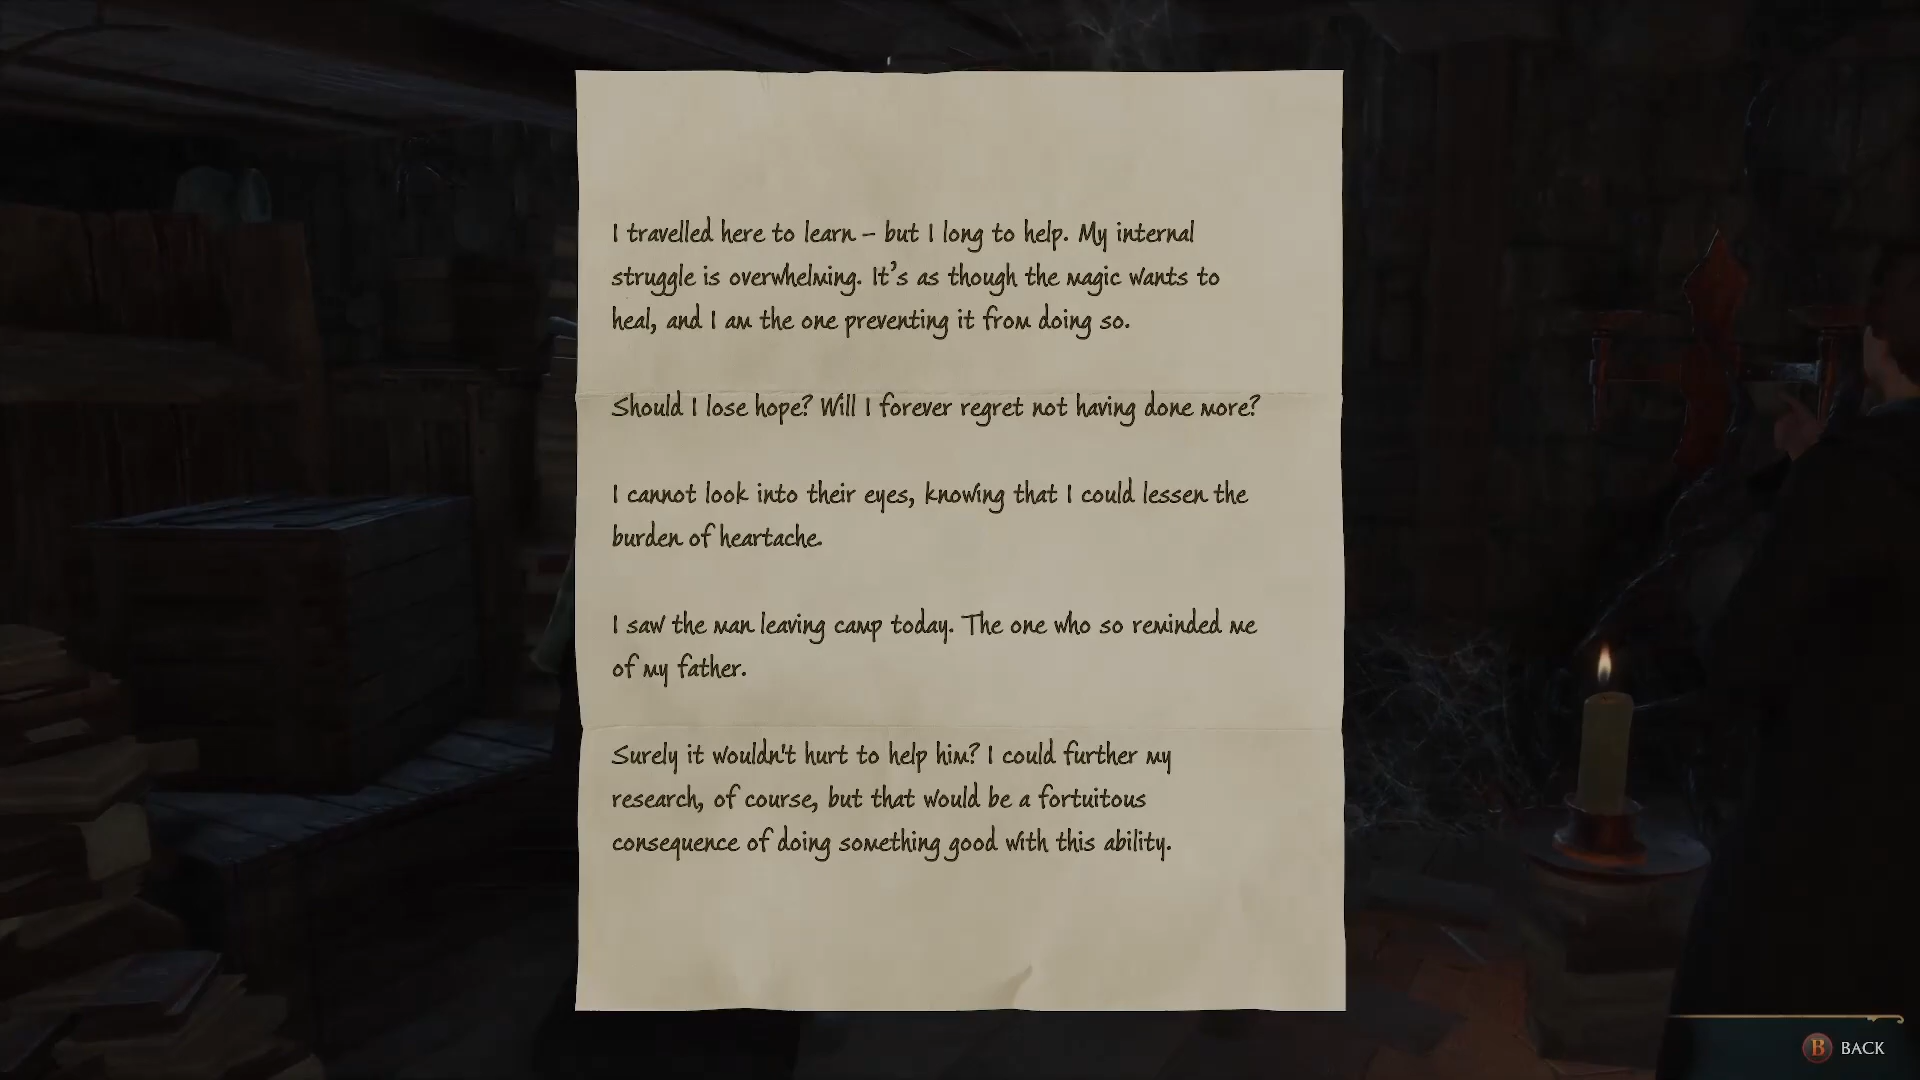 I travelled here to learn – but I long to help. My internal
struggle is overwhelming. It’s as though the magic wants to
heal, and I am the one preventing it from doing so.
Should I lose hope? Will I forever regret not having done more?
I cannot look into their eyes, knowing that I could lessen the
burden of heartache.
I saw the man leaving camp today. The one who so reminded me
of my father.
Surely it wouldn't hurt to help him? I could further my
research, of course, but that would be a fortuitous
consequence of doing something good with this ability.
B BACK